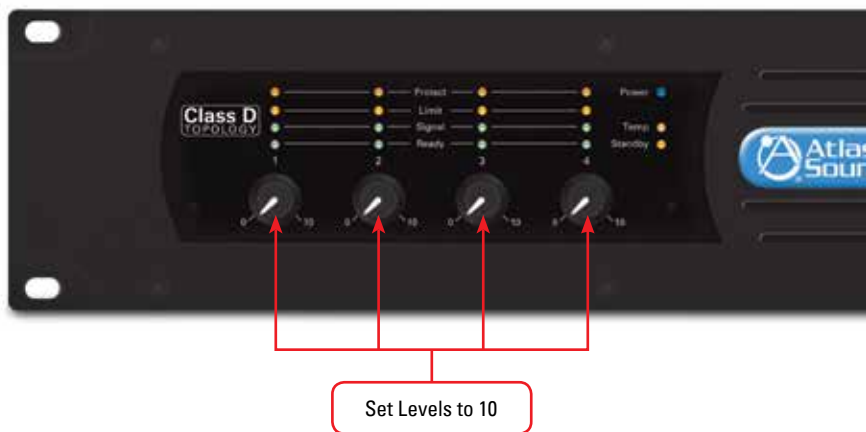 Protect
Power
Limit
Class D
TOPOLOGY
Signal
Temp
Ready
Standby
1 2 3 4
0 10 0 10 0 10 0 10
Atlas
Soun
Set Levels to 10